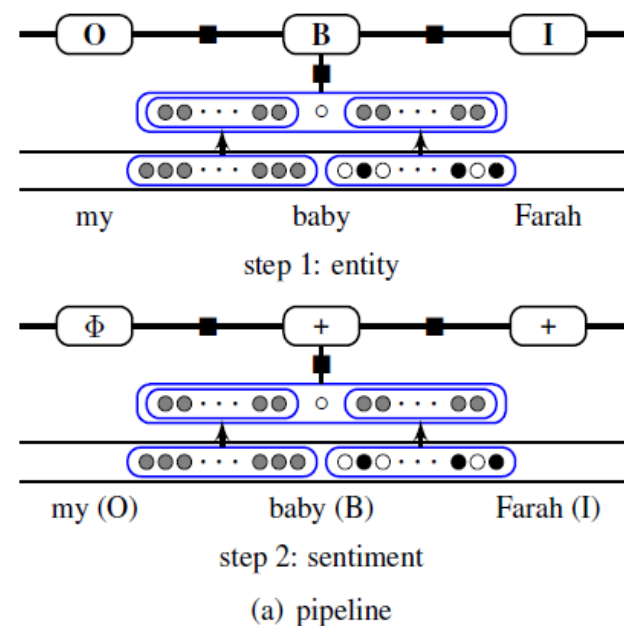 O B I
my baby Farah
step 1: entity
Φ + +
my (O) baby (B) Farah (I)
step 2: sentiment
(a) pipeline